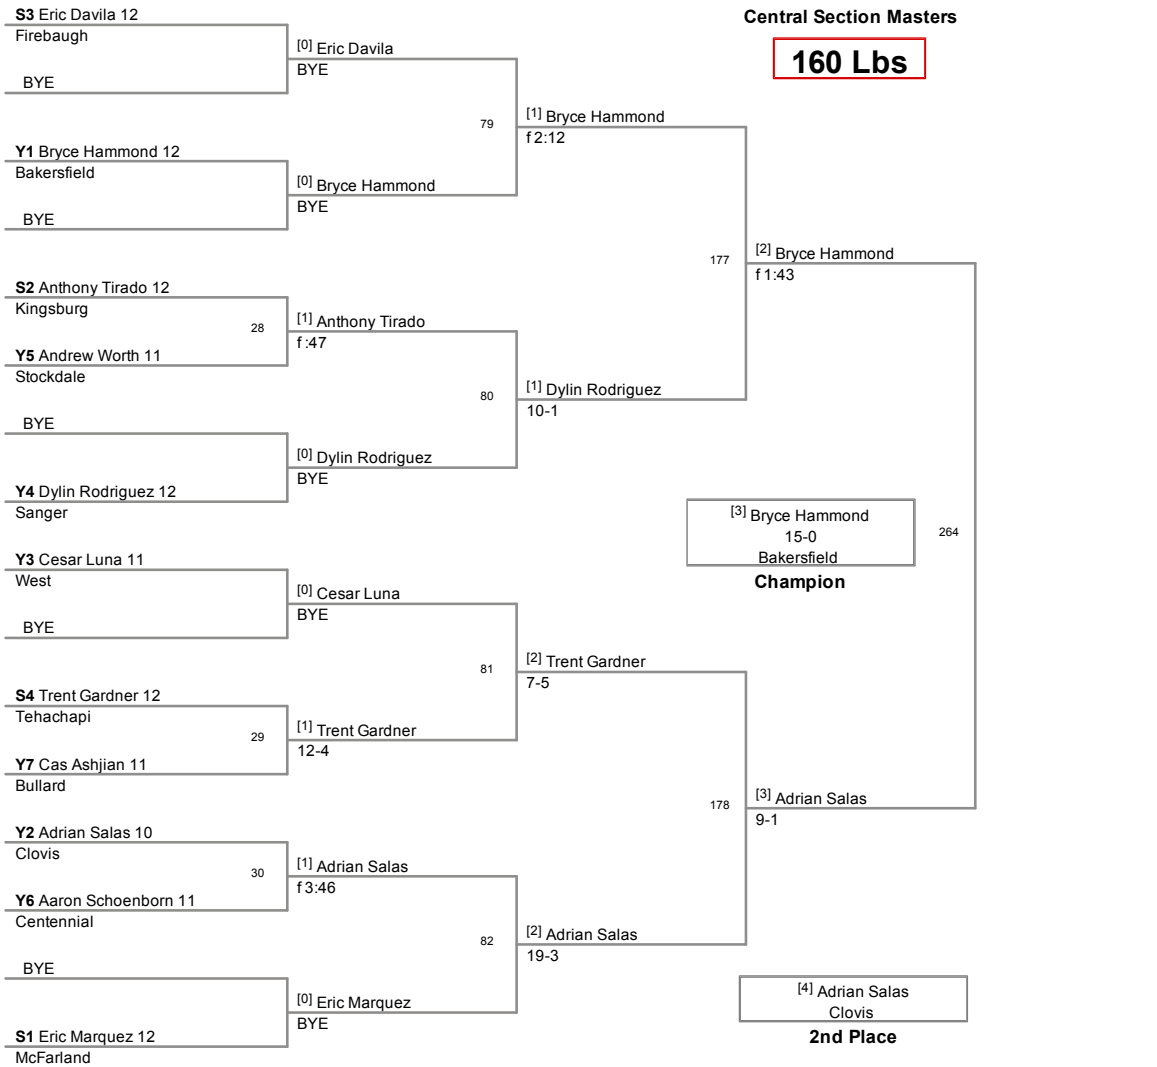 S3 Eric Davila 12
Central Section Masters
Firebaugh
[0] Eric Davila
160 Lbs
BYE
BYE
[1] Bryce Hammond
79
f 2:12
Y1 Bryce Hammond 12
Bakersfield
[0] Bryce Hammond
BYE
BYE
[2] Bryce Hammond
177
f 1:43
S2 Anthony Tirado 12
Kingsburg
[1] Anthony Tirado
28
f :47
Y5 Andrew Worth 11
Stockdale
[1] Dylin Rodriguez
80
10-1
BYE
[0] Dylin Rodriguez
BYE
Y4 Dylin Rodriguez 12
Sanger
[3] Bryce Hammond
15-0
264
Bakersfield
Champion
Y3 Cesar Luna 11
West
[0] Cesar Luna
BYE
BYE
[2] Trent Gardner
81
7-5
S4 Trent Gardner 12
Tehachapi
[1] Trent Gardner
29
12-4
Y7 Cas Ashjian 11
Bullard
[3] Adrian Salas
178
9-1
Y2 Adrian Salas 10
Clovis
[1] Adrian Salas
30
f 3:46
Y6 Aaron Schoenborn 11
Centennial
[2] Adrian Salas
82
19-3
BYE
[0] Eric Marquez
BYE
[4] Adrian Salas
Clovis
2nd Place
S1 Eric Marquez 12
McFarland